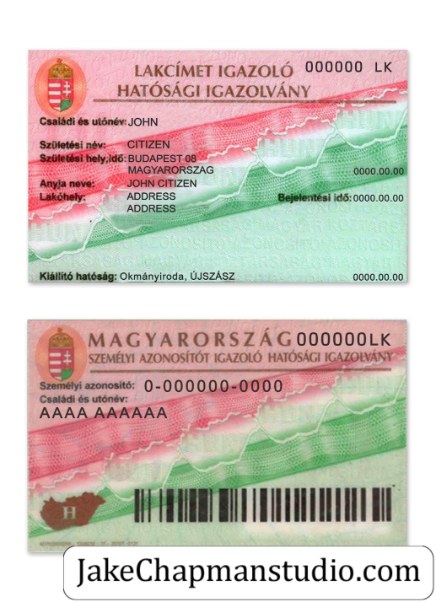 LAKCÍMET IGAZOLÓ 000000 LK
HATÓSÁGI IGAZOLVÁNY
Családi és utónév: JOHN
Születési név: CITIZEN
Születési hely, idő: BUDAPEST 08
MAGYARORSZAG 0000.00.00
Anyja neve: JOHN CITIZEN
Lakóhely: ADDRESS Bejelentési idő: 0000.00.00
ADDRESS
Kiállító hatóság: Okmányiroda, ÚJSZÁSZ 0000.00.00
MAGYARORSZÁG 000000LK
SZEMÉLYI AZONOSÍTÓT IGAZOLÓ HATÓSÁGI IGAZOLVÁNY
Személyi azonosító: 0-000000-0000
Családi és utónév:
AAAA AAAAAA
H
JakeChapmanstudio.com